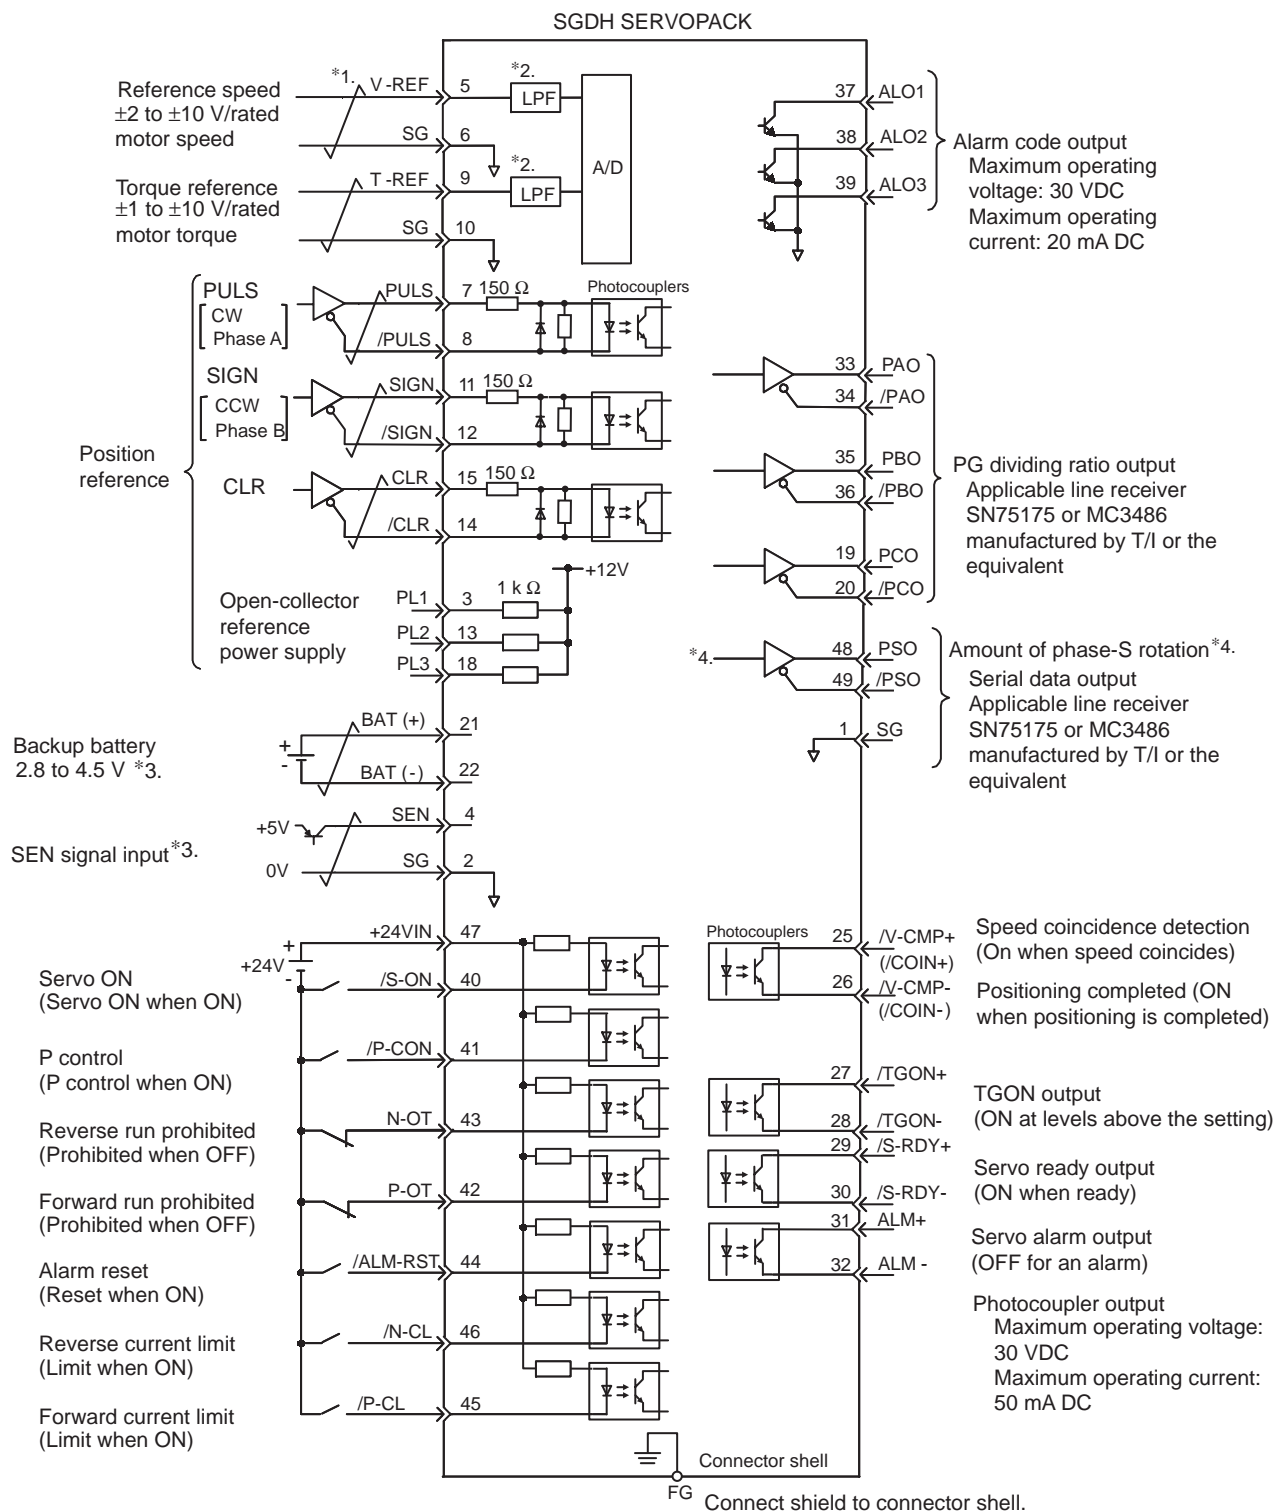 SGDH SERVOPACK
Reference speed
±2 to ±10 V/rated
motor speed
*1.
V -REF
5
*2.
LPF
SG
6
A/D
Torque reference
±1 to ±10 V/rated
motor torque
T -REF
9
*2.
LPF
SG
10
37
ALO1
38
ALO2
39
ALO3
Alarm code output
Maximum operating
voltage: 30 VDC
Maximum operating
current: 20 mA DC
Position
reference
PULS
CW
Phase A
PULS
7
150 Ω
Photocouplers
/PULS
8
SIGN
CCW
Phase B
SIGN
11
150 Ω
/SIGN
12
CLR
CLR
15
150 Ω
/CLR
14
+12V
Open-collector
reference
power supply
PL1
3
1 k Ω
PL2
13
PL3
18
33
PAO
34
/PAO
35
PBO
36
/PBO
19
PCO
20
/PCO
PG dividing ratio output
Applicable line receiver
SN75175 or MC3486
manufactured by T/I or the
equivalent
*4.
48
PSO
49
/PSO
1
SG
Amount of phase-S rotation*4.
Serial data output
Applicable line receiver
SN75175 or MC3486
manufactured by T/I or the
equivalent
Backup battery
2.8 to 4.5 V *3.
+
-
BAT (+)
21
BAT (-)
22
SEN signal input*3.
+5V
SEN
4
0V
SG
2
+
+24V
-
+24VIN
47
Servo ON
(Servo ON when ON)
/S-ON
40
P control
(P control when ON)
/P-CON
41
Reverse run prohibited
(Prohibited when OFF)
N-OT
43
Forward run prohibited
(Prohibited when OFF)
P-OT
42
Alarm reset
(Reset when ON)
/ALM-RST
44
Reverse current limit
(Limit when ON)
/N-CL
46
Forward current limit
(Limit when ON)
/P-CL
45
Photocouplers
25
/V-CMP+
(/COIN+)
26
/V-CMP-
(/COIN-)
Speed coincidence detection
(On when speed coincides)
Positioning completed (ON
when positioning is completed)
27
/TGON+
28
/TGON-
TGON output
(ON at levels above the setting)
29
/S-RDY+
30
/S-RDY-
Servo ready output
(ON when ready)
31
ALM+
32
ALM -
Servo alarm output
(OFF for an alarm)
Photocoupler output
Maximum operating voltage:
30 VDC
Maximum operating current:
50 mA DC
Connector shell
FG
Connect shield to connector shell.